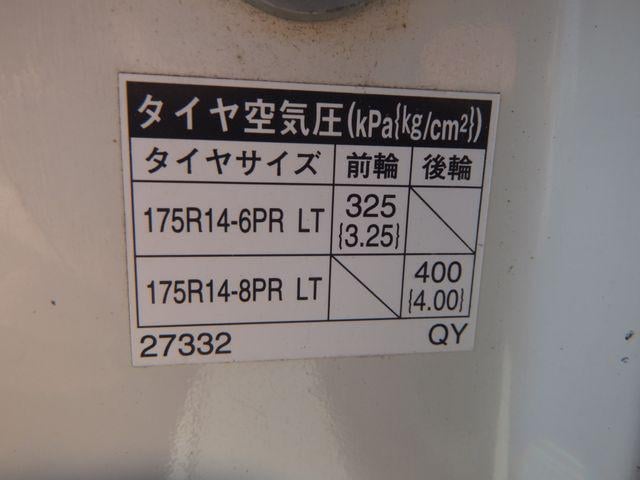 タイヤ空気圧(kPa{kg/cm²})
タイヤサイズ 前輪 後輪
175R14-6PR LT 325 {3.25}
175R14-8PR LT 400 {4.00}
27332 QY